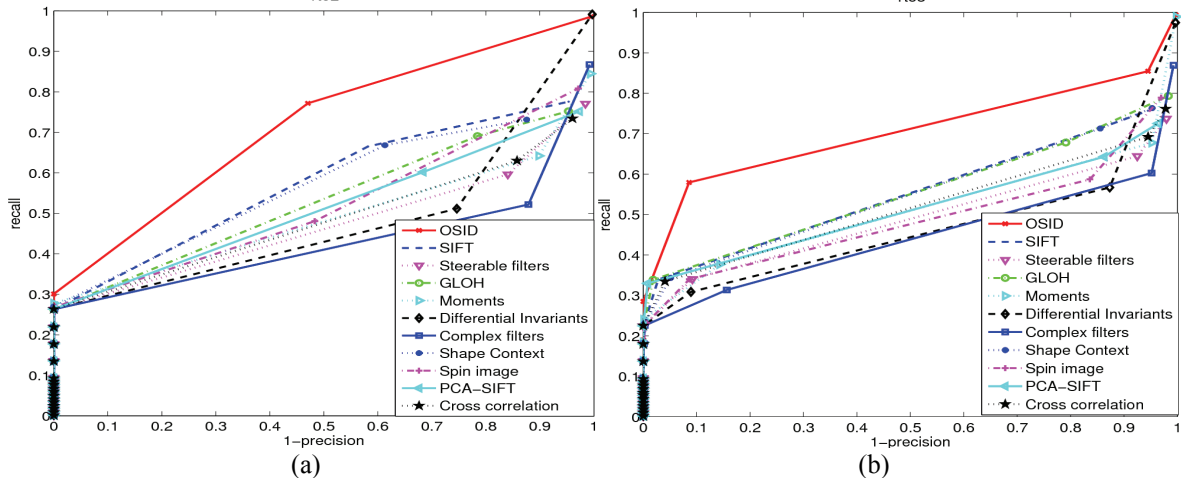 1
0.9
0.8
0.7
0.6
0.5
0.4
0.3
0.2
0.1
0
recall
0 0.1 0.2 0.3 0.4 0.5 0.6 0.7 0.8 0.9 1
1−precision
OSID
SIFT
Steerable filters
GLOH
Moments
Differential Invariants
Complex filters
Shape Context
Spin image
PCA−SIFT
Cross correlation
(a)
1
0.9
0.8
0.7
0.6
0.5
0.4
0.3
0.2
0.1
0
recall
0 0.1 0.2 0.3 0.4 0.5 0.6 0.7 0.8 0.9 1
1−precision
OSID
SIFT
Steerable filters
GLOH
Moments
Differential Invariants
Complex filters
Shape Context
Spin image
PCA−SIFT
Cross correlation
(b)